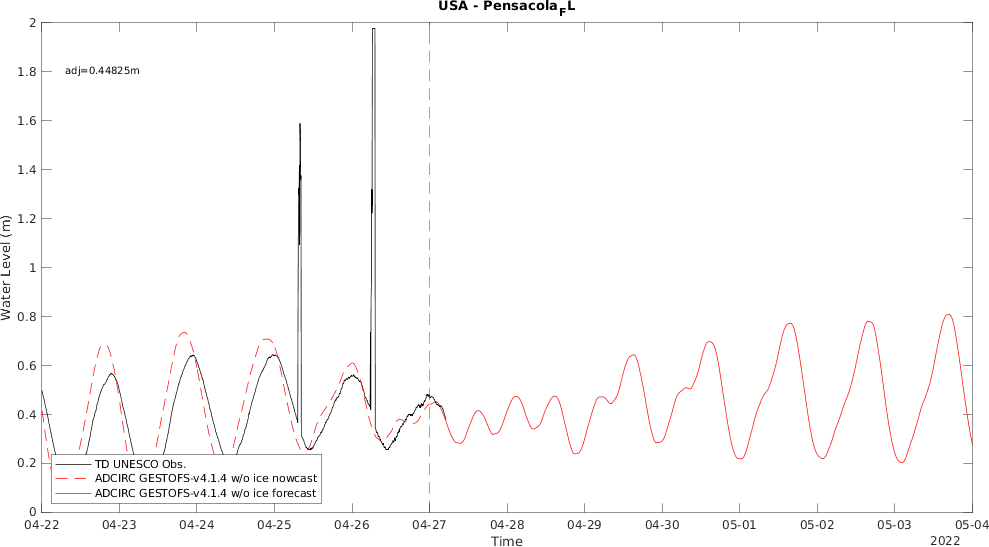 USA - Pensacola_FL
2
adj=0.44825m
1.8
1.6
1.4
1.2
1
0.8
0.6
0.4
0.2
0
Water Level (m)
TD UNESCO Obs.
ADCIRC GESTOFS-v4.1.4 w/o ice nowcast
ADCIRC GESTOFS-v4.1.4 w/o ice forecast
04-22 04-23 04-24 04-25 04-26 04-27 04-28 04-29 04-30 05-01 05-02 05-03 05-04
Time
2022